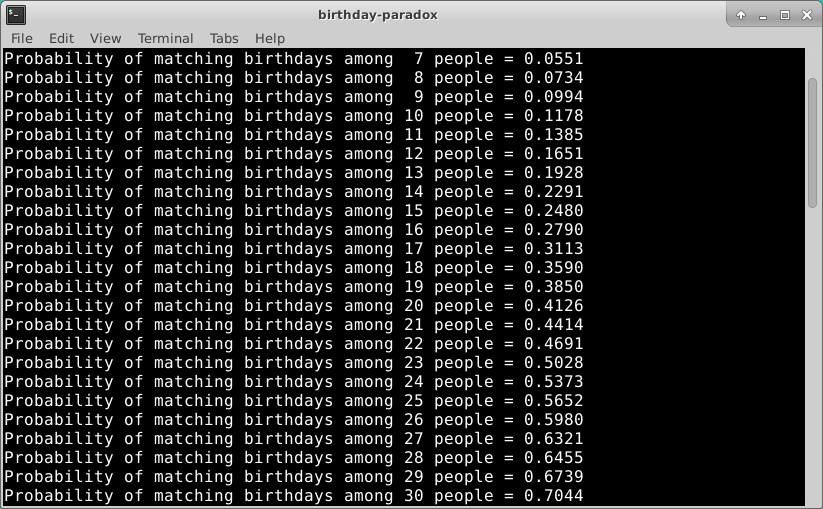 birthday-paradox
File Edit View Terminal Tabs Help
Probability of matching birthdays among  7 people = 0.0551
Probability of matching birthdays among  8 people = 0.0734
Probability of matching birthdays among  9 people = 0.0994
Probability of matching birthdays among 10 people = 0.1178
Probability of matching birthdays among 11 people = 0.1385
Probability of matching birthdays among 12 people = 0.1651
Probability of matching birthdays among 13 people = 0.1928
Probability of matching birthdays among 14 people = 0.2291
Probability of matching birthdays among 15 people = 0.2480
Probability of matching birthdays among 16 people = 0.2790
Probability of matching birthdays among 17 people = 0.3113
Probability of matching birthdays among 18 people = 0.3590
Probability of matching birthdays among 19 people = 0.3850
Probability of matching birthdays among 20 people = 0.4126
Probability of matching birthdays among 21 people = 0.4414
Probability of matching birthdays among 22 people = 0.4691
Probability of matching birthdays among 23 people = 0.5028
Probability of matching birthdays among 24 people = 0.5373
Probability of matching birthdays among 25 people = 0.5652
Probability of matching birthdays among 26 people = 0.5980
Probability of matching birthdays among 27 people = 0.6321
Probability of matching birthdays among 28 people = 0.6455
Probability of matching birthdays among 29 people = 0.6739
Probability of matching birthdays among 30 people = 0.7044